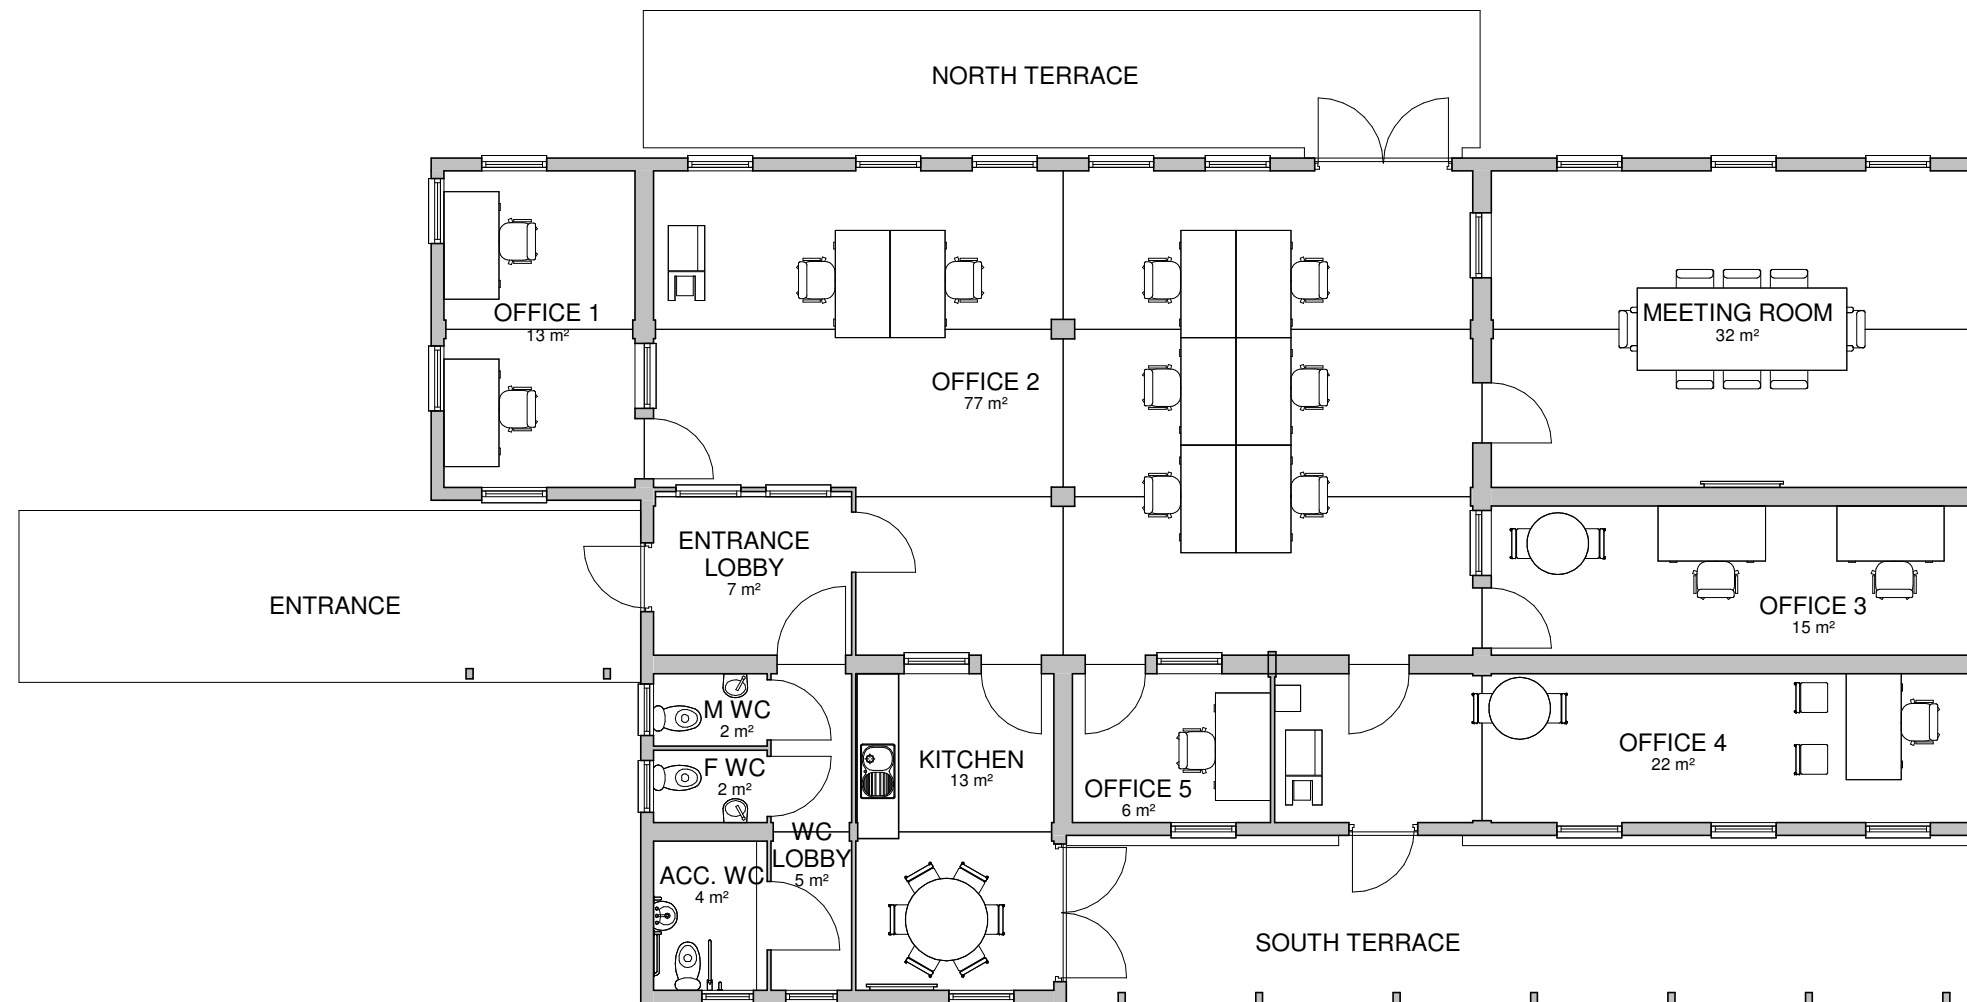 NORTH TERRACE
OFFICE 1
13 m²
MEETING ROOM
32 m²
OFFICE 2
77 m²
ENTRANCE
LOBBY
7 m²
ENTRANCE
OFFICE 3
15 m²
M WC
2 m²
F WC
2 m²
KITCHEN
13 m²
OFFICE 5
6 m²
OFFICE 4
22 m²
WC
LOBBY
5 m²
ACC. WC
4 m²
SOUTH TERRACE